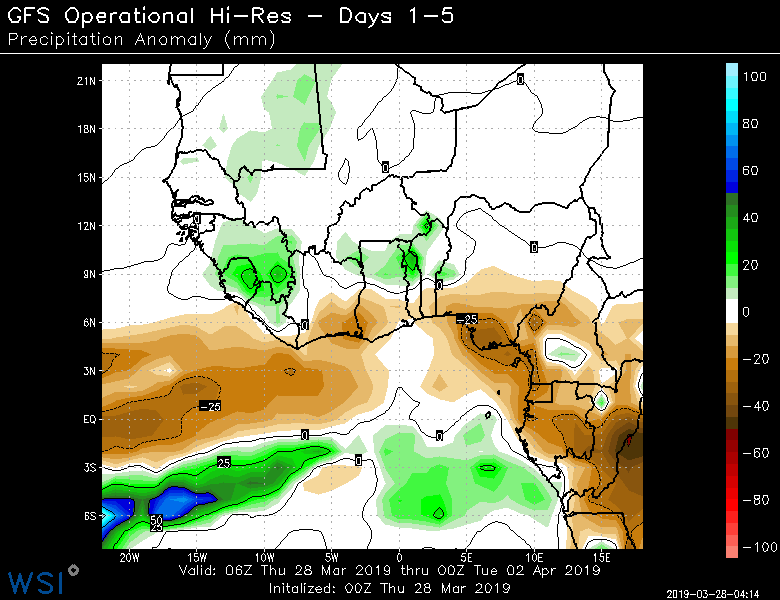 GFS Operational Hi-Res - Days 1-5
Precipitation Anomaly (mm)
21N
18N
15N
12N
9N
6N
3N
EQ
3S
6S
20W 15W 10W 5W 0 5E 10E 15E
0
0
0
0
0
0
-25
-25
0
0
0
25
50
25
100
80
60
40
20
0
-20
-40
-60
-80
-100
Valid: 06Z Thu 28 Mar 2019 thru 00Z Tue 02 Apr 2019
Initalized: 00Z Thu 28 Mar 2019
WSI
2019-03-28-04:14